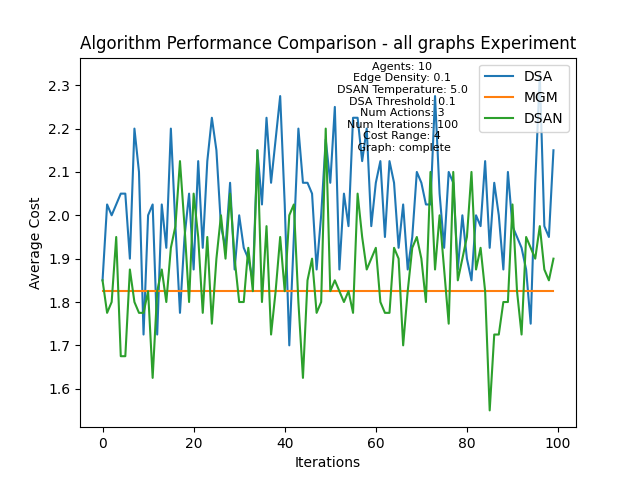 Algorithm Performance Comparison - all graphs Experiment
Agents: 10
Edge Density: 0.1
DSAN Temperature: 5.0
DSA Threshold: 0.1
Num Actions:
Num Iterations: 100
Cost Range: 4
Graph: complete
DSA
MGM
DSAN
Average Cost
2.3
2.2
2.1
2.0
1.9
1.8
1.7
1.6
0
20
40
60
80
100
Iterations